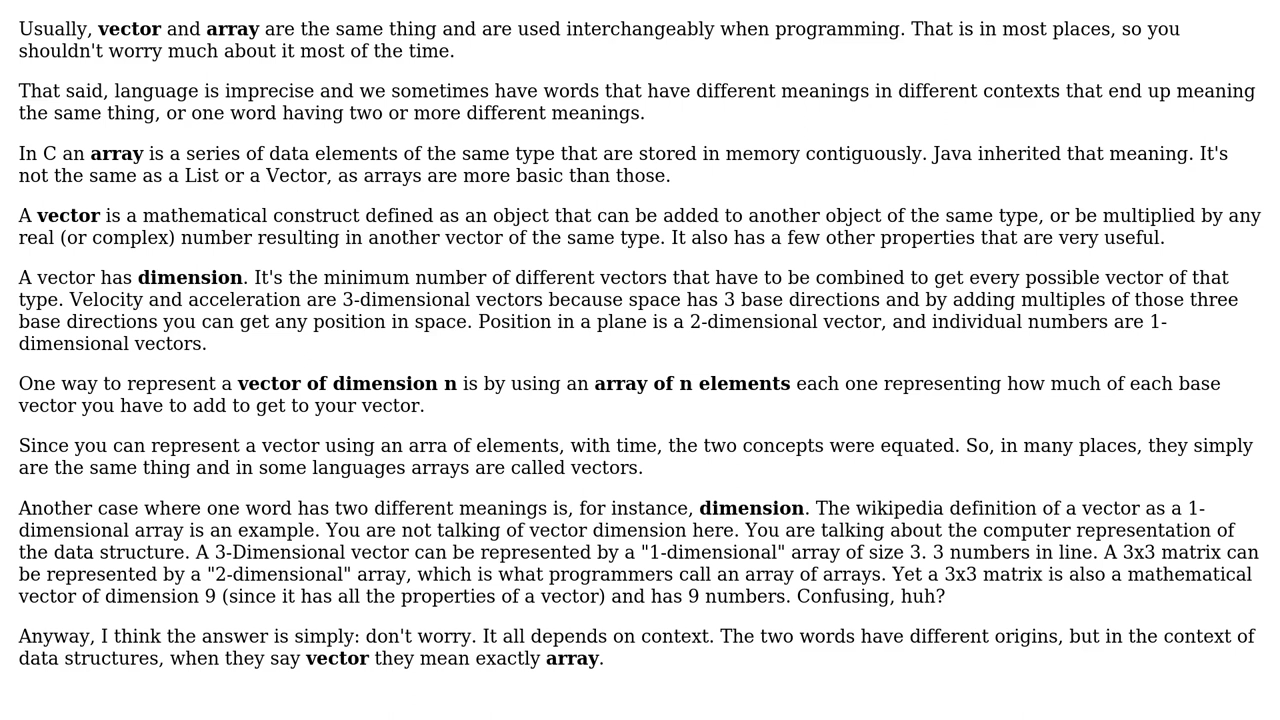 Usually, vector and array are the same thing and are used interchangeably when programming. That is in most places, so you
shouldn't worry much about it most of the time.
That said, language is imprecise and we sometimes have words that have different meanings in different contexts that end up meaning
the same thing, or one word having two or more different meanings.
In C an array is a series of data elements of the same type that are stored in memory contiguously. Java inherited that meaning. It's
not the same as a List or a Vector, as arrays are more basic than those.
A vector is a mathematical construct defined as an object that can be added to another object of the same type, or be multiplied by any
real (or complex) number resulting in another vector of the same type. It also has a few other properties that are very useful.
A vector has dimension. It's the minimum number of different vectors that have to be combined to get every possible vector of that
type. Velocity and acceleration are 3-dimensional vectors because space has 3 base directions and by adding multiples of those three
base directions you can get any position in space. Position in a plane is a 2-dimensional vector, and individual numbers are 1-
dimensional vectors.
One way to represent a vector of dimension n is by using an array of n elements each one representing how much of each base
vector you have to add to get to your vector.
Since you can represent a vector using an arra of elements, with time, the two concepts were equated. So, in many places, they simply
are the same thing and in some languages arrays are called vectors.
Another case where one word has two different meanings is, for instance, dimension. The wikipedia definition of a vector as a 1-
dimensional array is an example. You are not talking of vector dimension here. You are talking about the computer representation of
the data structure. A 3-Dimensional vector can be represented by a "1-dimensional" array of size 3. 3 numbers in line. A 3x3 matrix can
be represented by a "2-dimensional" array, which is what programmers call an array of arrays. Yet a 3x3 matrix is also a mathematical
vector of dimension 9 (since it has all the properties of a vector) and has 9 numbers. Confusing, huh?
Anyway, I think the answer is simply: don't worry. It all depends on context. The two words have different origins, but in the context of
data structures, when they say vector they mean exactly array.